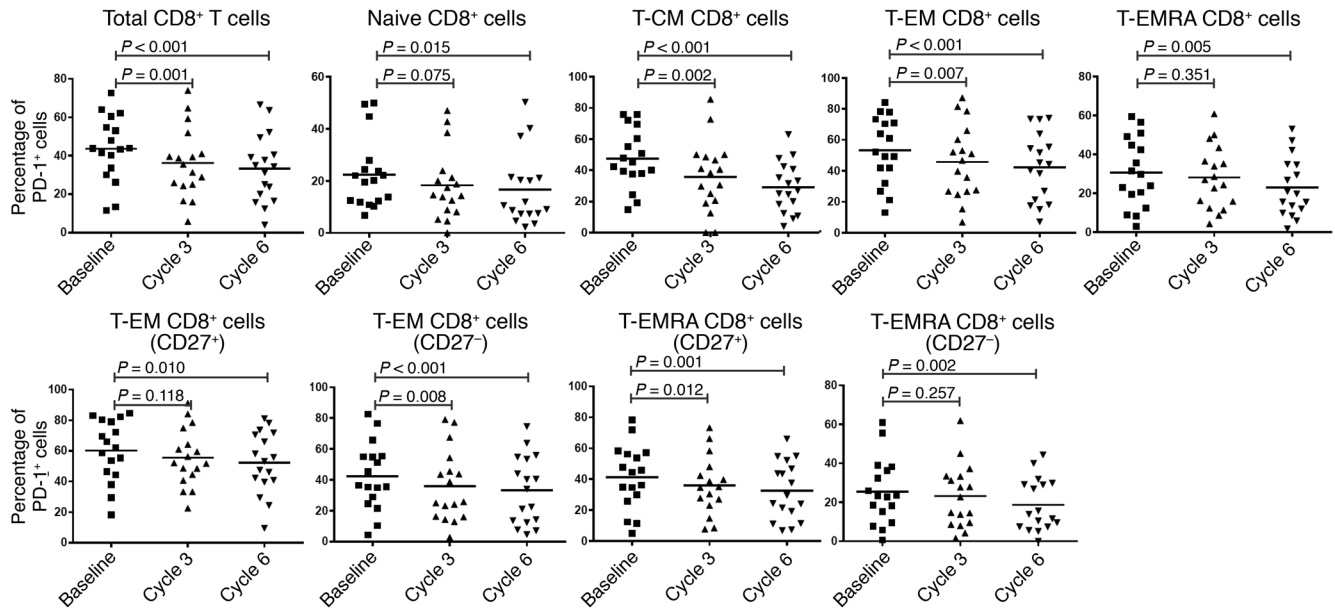 Total CD8⁺ T cells
P < 0.001
P = 0.001
Percentage of
PD-1⁺ cells
80
60
40
20
0
Baseline
Cycle 3
Cycle 6
Naive CD8⁺ cells
P = 0.015
P = 0.075
60
40
20
0
Baseline
Cycle 3
Cycle 6
T-CM CD8⁺ cells
P < 0.001
P = 0.002
100
80
60
40
20
0
Baseline
Cycle 3
Cycle 6
T-EM CD8⁺ cells
P < 0.001
P = 0.007
100
80
60
40
20
0
Baseline
Cycle 3
Cycle 6
T-EMRA CD8⁺ cells
P = 0.005
P = 0.351
80
60
40
20
0
Baseline
Cycle 3
Cycle 6
T-EM CD8⁺ cells
(CD27⁺)
P = 0.010
P = 0.118
Percentage of
PD-1⁺ cells
100
80
60
40
20
0
Baseline
Cycle 3
Cycle 6
T-EM CD8⁺ cells
(CD27⁻)
P < 0.001
P = 0.008
100
80
60
40
20
0
Baseline
Cycle 3
Cycle 6
T-EMRA CD8⁺ cells
(CD27⁺)
P = 0.001
P = 0.012
100
80
60
40
20
0
Baseline
Cycle 3
Cycle 6
T-EMRA CD8⁺ cells
(CD27⁻)
P = 0.002
P = 0.257
80
60
40
20
0
Baseline
Cycle 3
Cycle 6